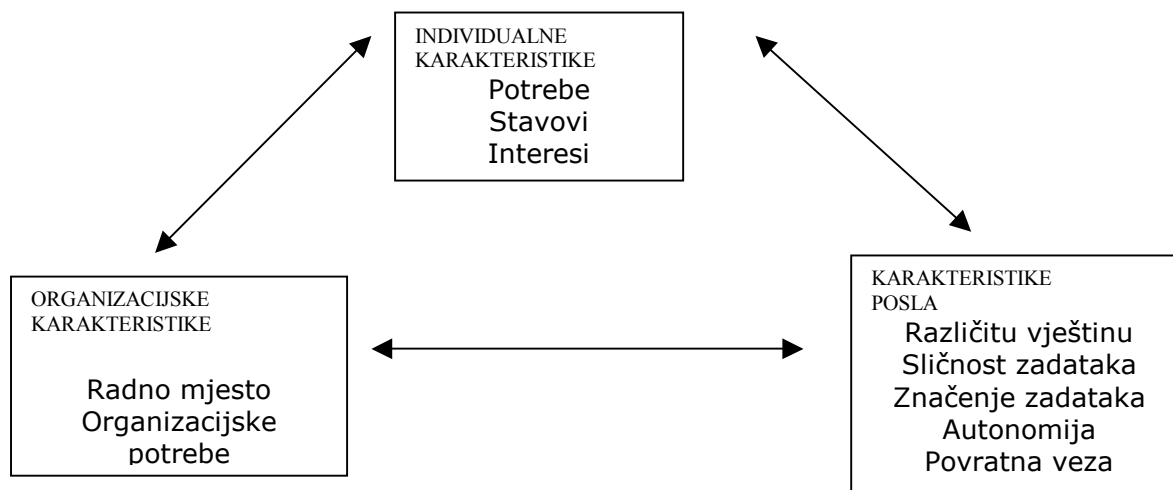 INDIVIDUALNE
KARAKTERISTIKE
Potrebe
Stavovi
Interesi
ORGANIZACIJSKE
KARAKTERISTIKE
Radno mjesto
Organizacijske
potrebe
KARAKTERISTIKE
POSLA
Različitu vještinu
Sličnost zadataka
Značenje zadataka
Autonomija
Povratna veza